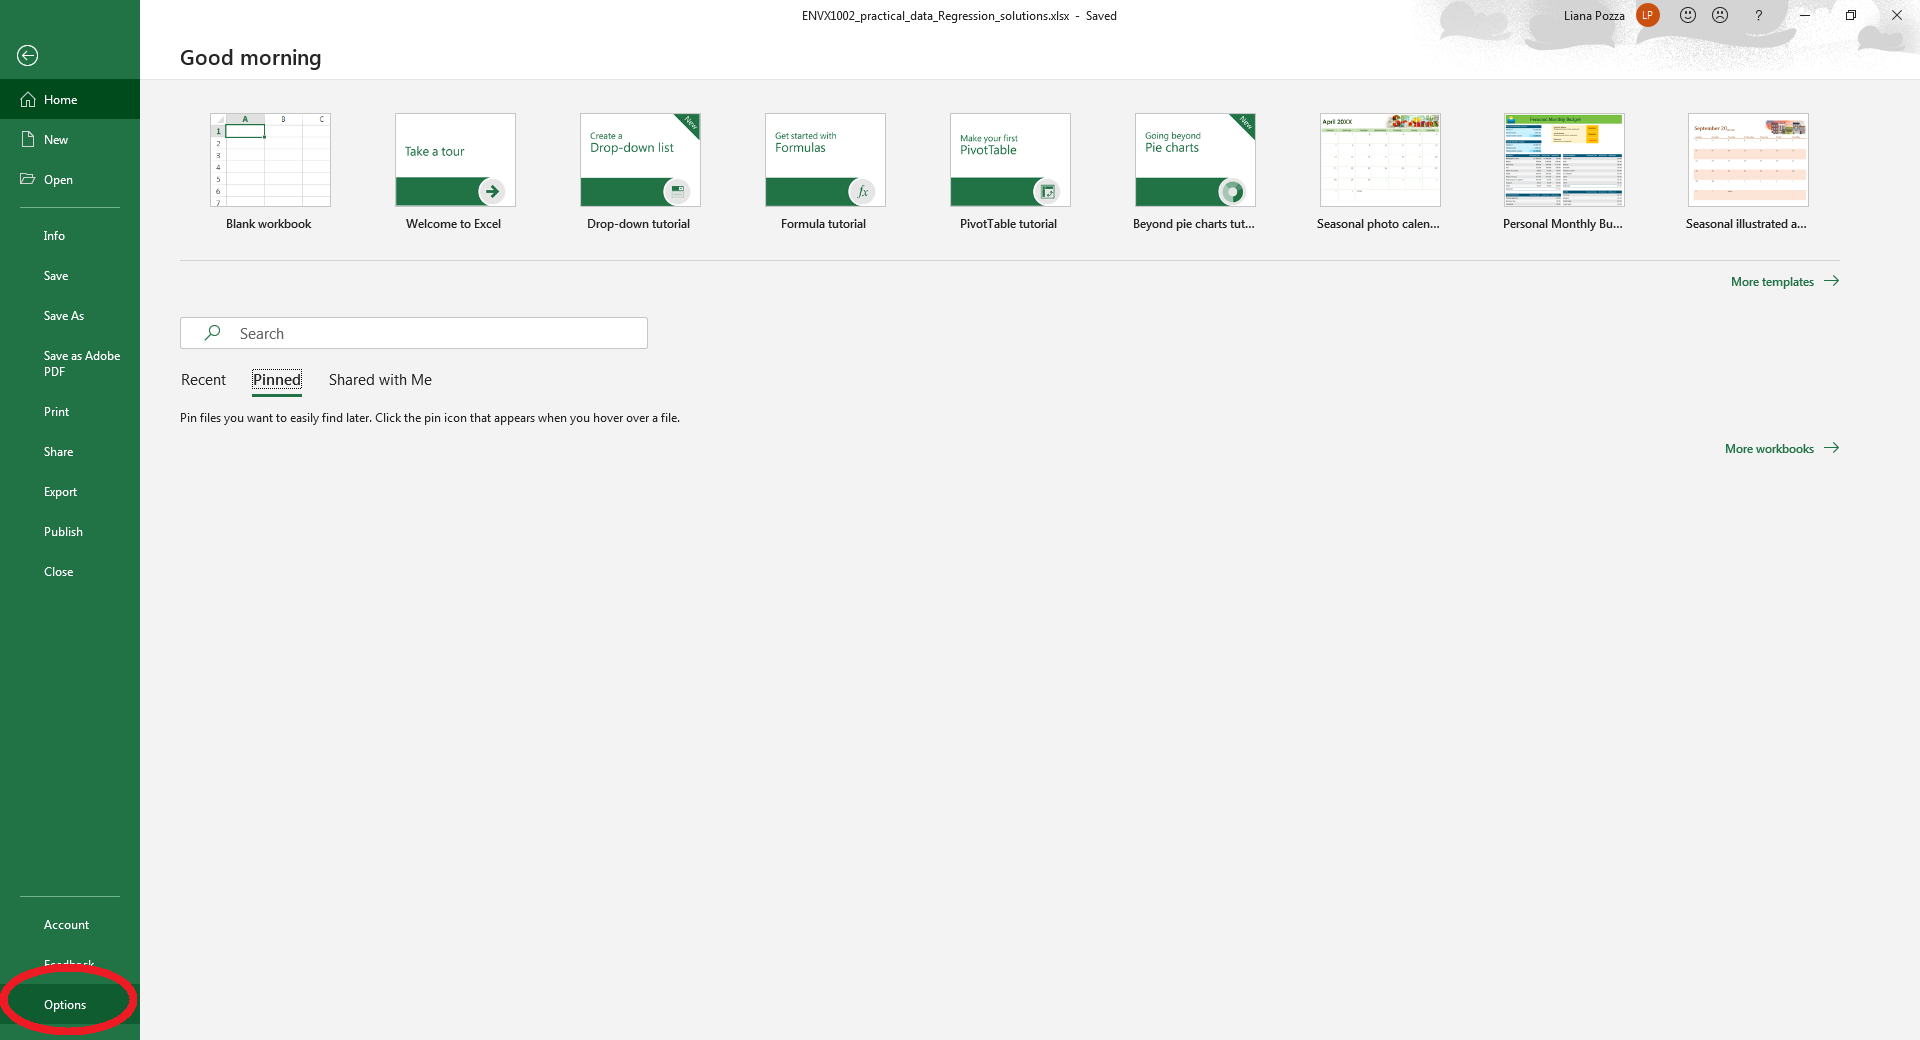 ENVX1002_practical_data_Regression_solutions.xlsx - Saved
Liana Pozza
LP
?
Good morning
Home
New
Open
Info
Save
Save As
Save as Adobe
PDF
Print
Share
Export
Publish
Close
Account
Feedback
Options
A B C
1
2
3
4
5
6
7
Blank workbook
Take a tour
Welcome to Excel
New
Create a
Drop-down list
Drop-down tutorial
Get started with
Formulas
fx
Formula tutorial
Make your first
PivotTable
PivotTable tutorial
New
Going beyond
Pie charts
Beyond pie charts tut...
April 20XX
Seasonal photo calen...
Personal Monthly Budget
Personal Monthly Bu...
September 20
Seasonal illustrated a...
More templates
Search
Recent Pinned Shared with Me
Pin files you want to easily find later. Click the pin icon that appears when you hover over a file.
More workbooks